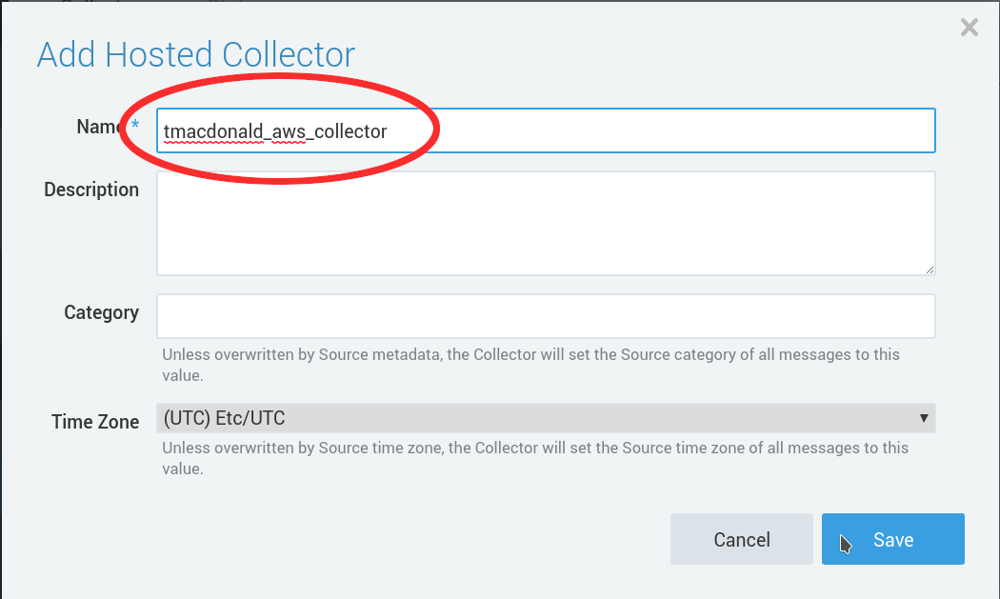 Add Hosted Collector
Name *
tmacdonald_aws_collector
Description
Category
Unless overwritten by Source metadata, the Collector will set the Source category of all messages to this
value.
Time Zone
(UTC) Etc/UTC
Unless overwritten by Source time zone, the Collector will set the Source time zone of all messages to this
value.
Cancel
Save